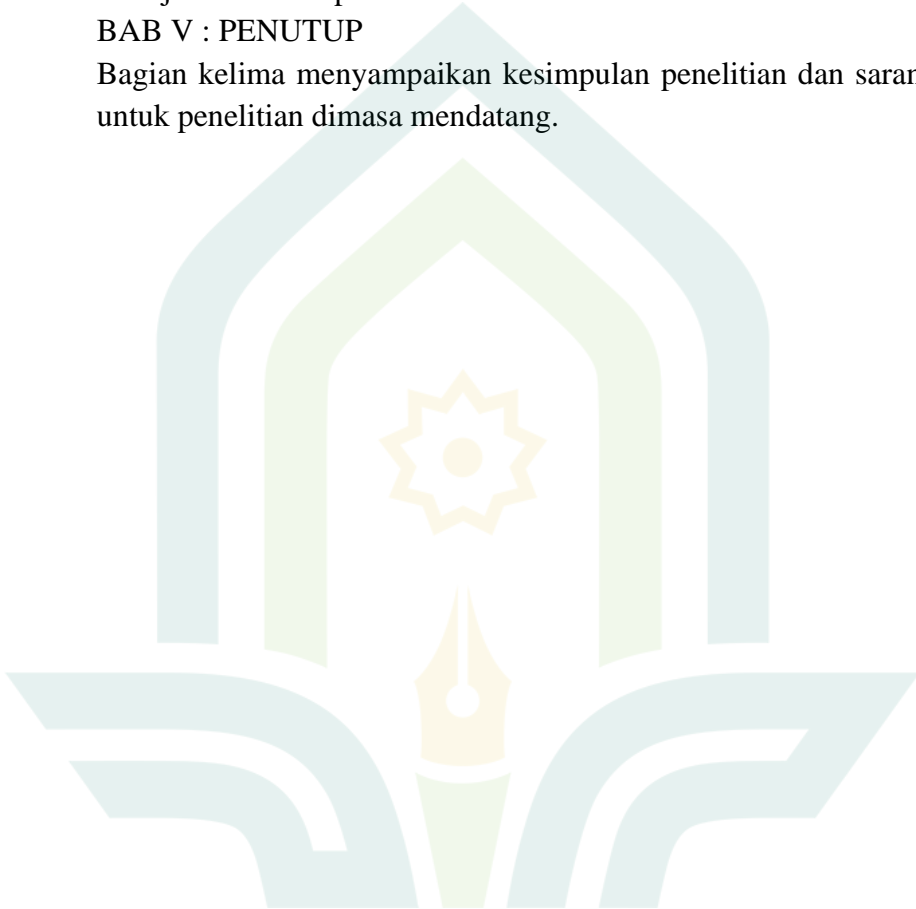 BAB V : PENUTUP
Bagian kelima menyampaikan kesimpulan penelitian dan saran
untuk penelitian dimasa mendatang.